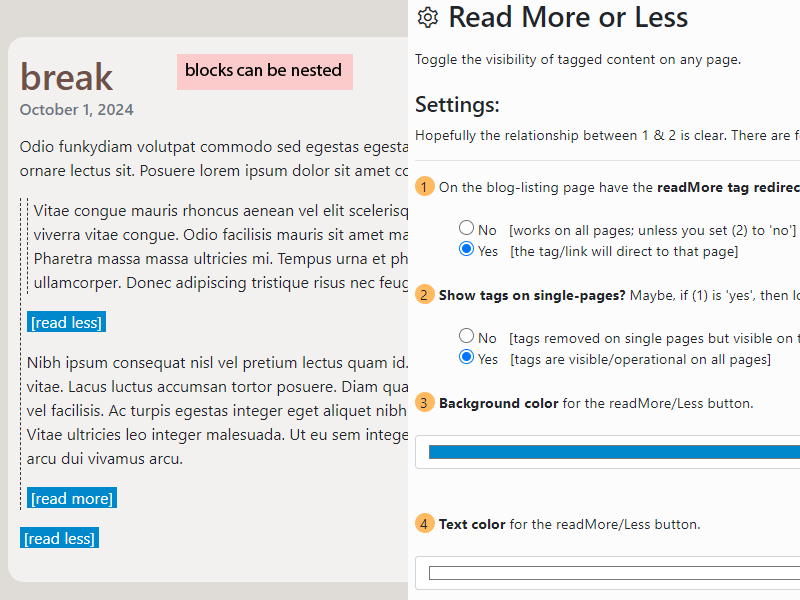 break
blocks can be nested
October 1, 2024
Odio funkydiam volutpat commodo sed egestas egesta
ornare lectus sit. Posuere lorem ipsum dolor sit amet co
Vitae congue mauris rhoncus aenean vel elit scelerisq
viverra vitae congue. Odio facilisis mauris sit amet ma
Pharetra massa massa ultricies mi. Tempus urna et ph
ullamcorper. Donec adipiscing tristique risus nec feug
[read less]
Nibh ipsum consequat nisl vel pretium lectus quam id.
vitae. Lacus luctus accumsan tortor posuere. Diam qua
vel facilisis. Ac turpis egestas integer eget aliquet nibh
Vitae ultricies leo integer malesuada. Ut eu sem intege
arcu dui vivamus arcu.
[read more]
[read less]
Read More or Less
Toggle the visibility of tagged content on any page.
Settings:
Hopefully the relationship between 1 & 2 is clear. There are f
1 On the blog-listing page have the readMore tag redirec
No [works on all pages; unless you set (2) to 'no']
Yes [the tag/link will direct to that page]
2 Show tags on single-pages? Maybe, if (1) is 'yes', then lo
No [tags removed on single pages but visible on t
Yes [tags are visible/operational on all pages]
3 Background color for the readMore/Less button.
4 Text color for the readMore/Less button.